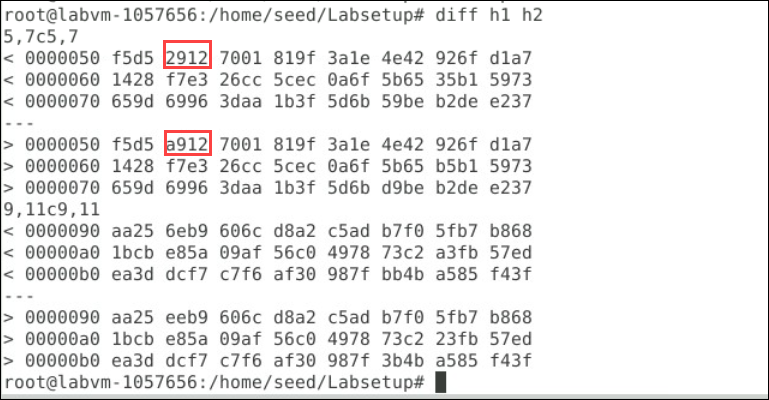 root@labvm-1057656:/home/seed/Labsetup# diff h1 h2
5,7c5,7
< 0000050 f5d5 2912 7001 819f 3a1e 4e42 926f d1a7
< 0000060 1428 f7e3 26cc 5cec 0a6f 5b65 35b1 5973
< 0000070 659d 6996 3daa 1b3f 5d6b 59be b2de e237
---
> 0000050 f5d5 a912 7001 819f 3a1e 4e42 926f d1a7
> 0000060 1428 f7e3 26cc 5cec 0a6f 5b65 b5b1 5973
> 0000070 659d 6996 3daa 1b3f 5d6b d9be b2de e237
9,11c9,11
< 0000090 aa25 6eb9 606c d8a2 c5ad b7f0 5fb7 b868
< 00000a0 1bcb e85a 09af 56c0 4978 73c2 a3fb 57ed
< 00000b0 ea3d dcf7 c7f6 af30 987f bb4b a585 f43f
---
> 0000090 aa25 eeb9 606c d8a2 c5ad b7f0 5fb7 b868
> 00000a0 1bcb e85a 09af 56c0 4978 73c2 23fb 57ed
> 00000b0 ea3d dcf7 c7f6 af30 987f 3b4b a585 f43f
root@labvm-1057656:/home/seed/Labsetup#